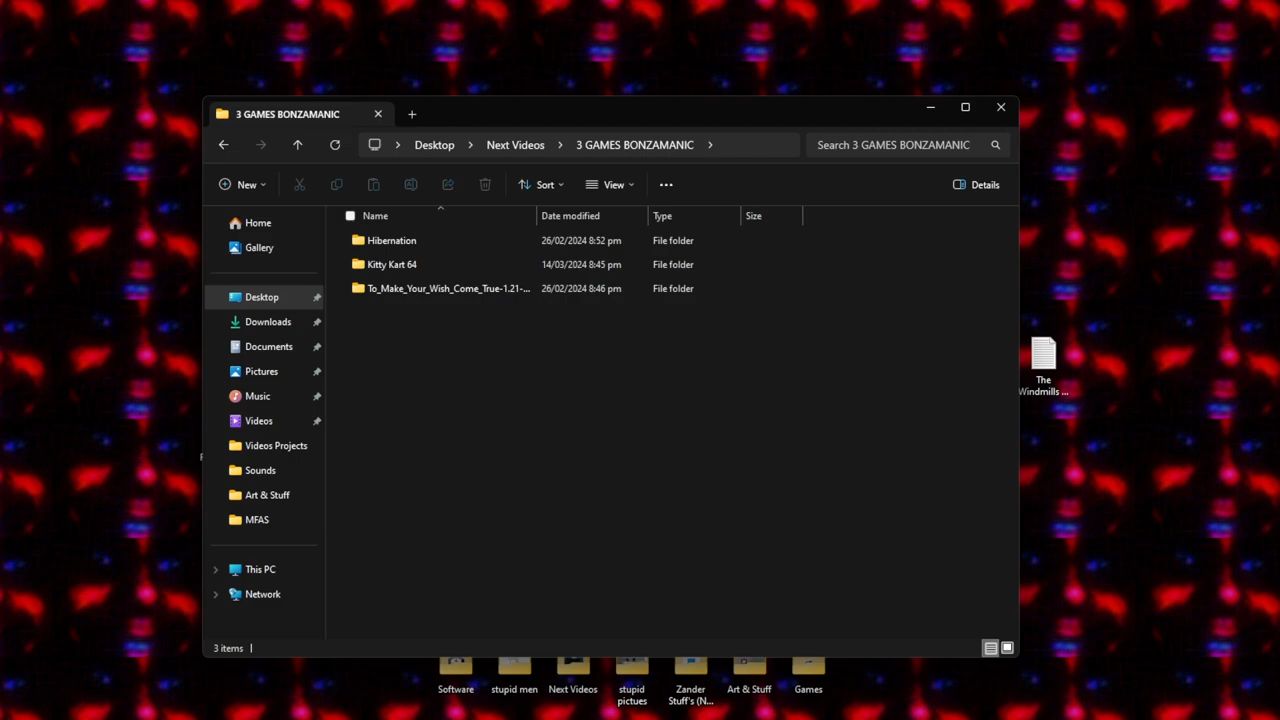 3 GAMES BONZAMANIC
Desktop
Next Videos
3 GAMES BONZAMANIC
Search 3 GAMES BONZAMANIC
New
Sort
View
Details
Name
Date modified
Type
Size
Home
Gallery
Desktop
Downloads
Documents
Pictures
Music
Videos
Videos Projects
Sounds
Art & Stuff
MFAS
This PC
Network
Hibernation
26/02/2024 8:52 pm
File folder
Kitty Kart 64
14/03/2024 8:45 pm
File folder
To_Make_Your_Wish_Come_True-1.21-...
26/02/2024 8:46 pm
File folder
3 items
The
Windmills ...
Software
stupid men
Next Videos
stupid
pictues
Zander
Stuff's (N...
Art & Stuff
Games